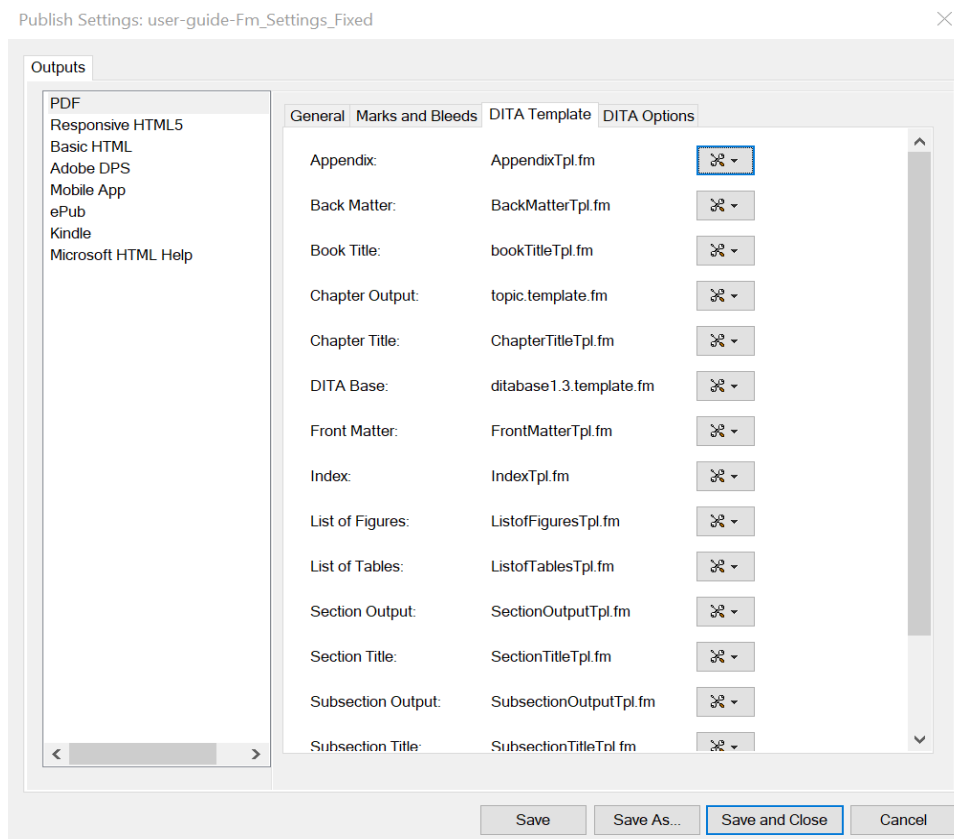 Publish Settings: user-guide-Fm_Settings_Fixed
Outputs
PDF
Responsive HTML5
Basic HTML
Adobe DPS
Mobile App
ePub
Kindle
Microsoft HTML Help
General Marks and Bleeds DITA Template DITA Options
Appendix: AppendixTpl.fm
Back Matter: BackMatterTpl.fm
Book Title: bookTitleTpl.fm
Chapter Output: topic.template.fm
Chapter Title: ChapterTitleTpl.fm
DITA Base: ditabase1.3.template.fm
Front Matter: FrontMatterTpl.fm
Index: IndexTpl.fm
List of Figures: ListofFiguresTpl.fm
List of Tables: ListofTablesTpl.fm
Section Output: SectionOutputTpl.fm
Section Title: SectionTitleTpl.fm
Subsection Output: SubsectionOutputTpl.fm
Subsection Title: SubsectionTitleTpl.fm
Save Save As... Save and Close Cancel